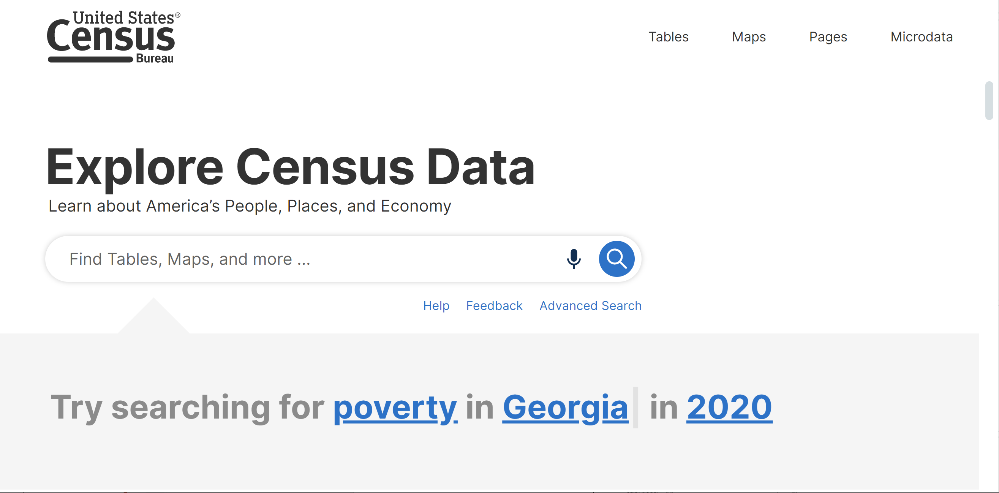 United States®
Census
Bureau
Tables Maps Pages Microdata
Explore Census Data
Learn about America’s People, Places, and Economy
Find Tables, Maps, and more ...
Help Feedback Advanced Search
Try searching for poverty in Georgia in 2020